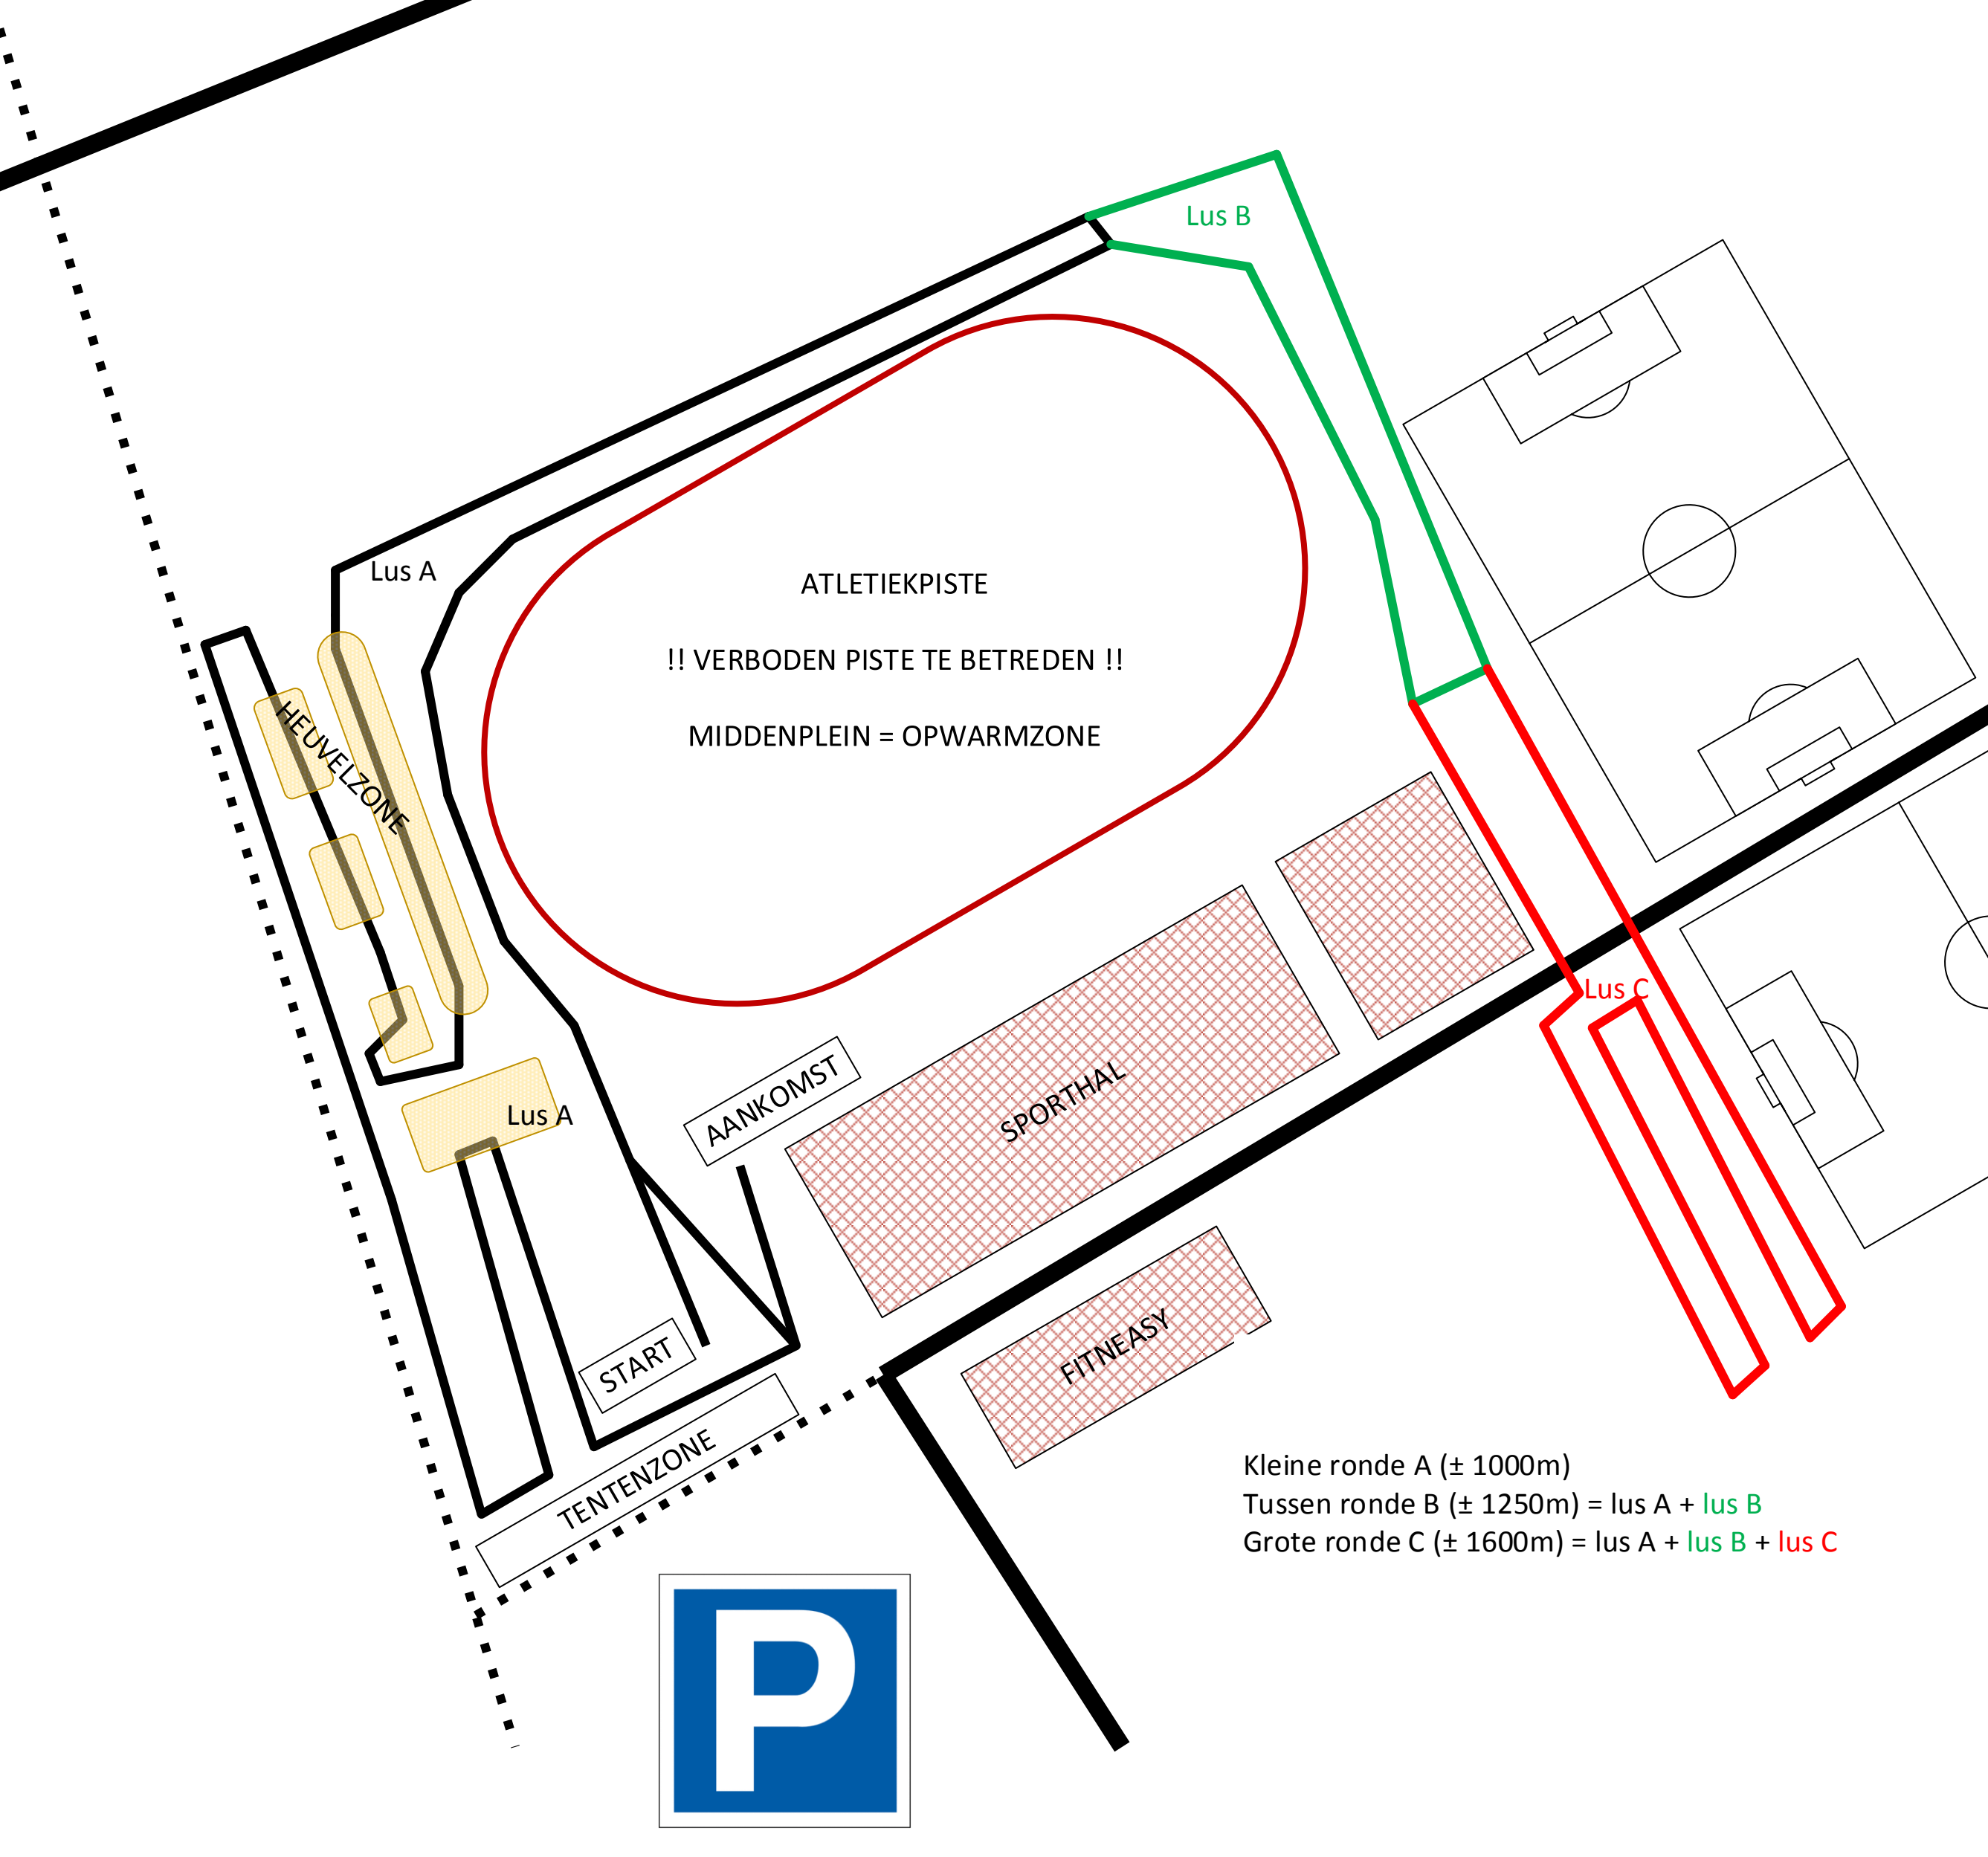 Lus B
Lus A
ATLETIEKPISTE
!! VERBODEN PISTE TE BETREDEN !!
MIDDENPLEIN = OPWARMZONE
HEUVELZONE
Lus C
Lus A
AANKOMST
SPORTHAL
START
FITNEASY
TENTENZONE
Kleine ronde A (± 1000m)
Tussen ronde B (± 1250m) = lus A + lus B
Grote ronde C (± 1600m) = lus A + lus B + lus C
P